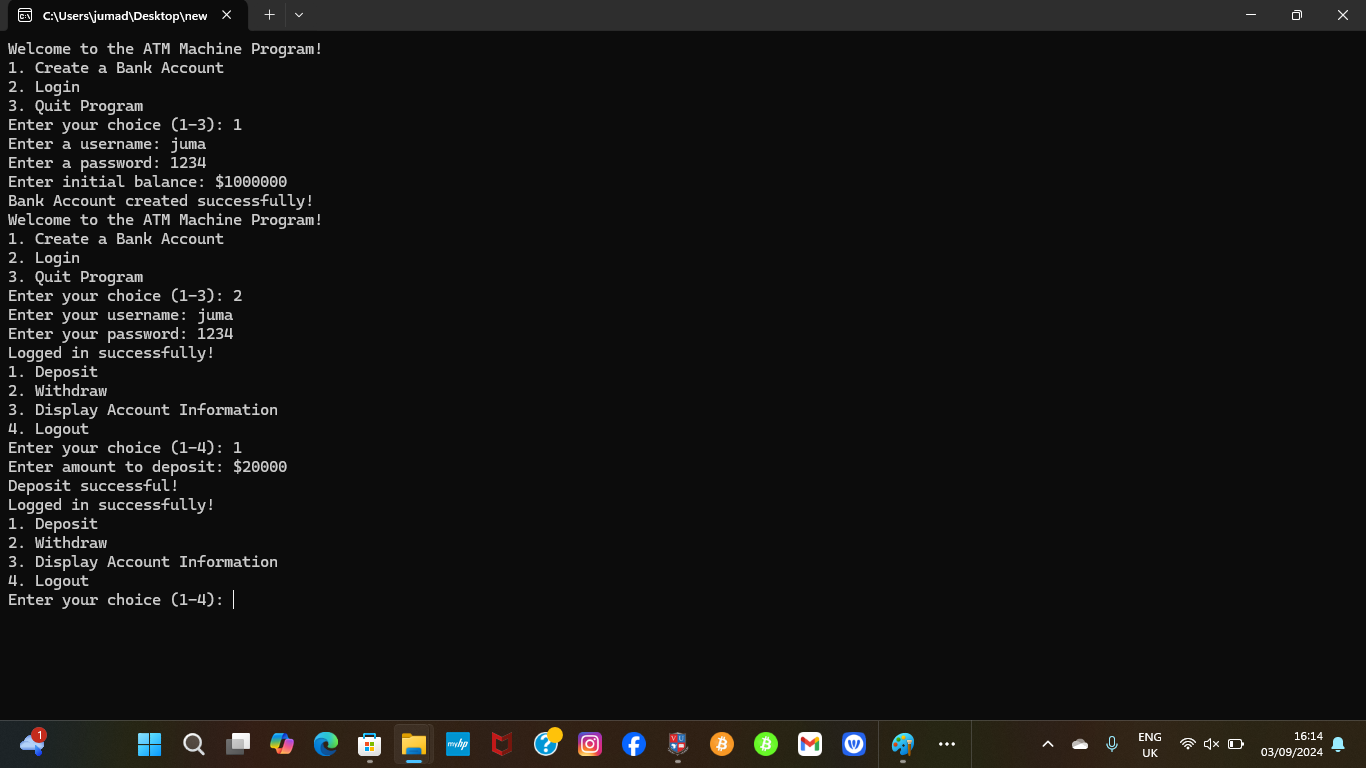 C:\Users\jumad\Desktop\new
Welcome to the ATM Machine Program!
1. Create a Bank Account
2. Login
3. Quit Program
Enter your choice (1-3): 1
Enter a username: juma
Enter a password: 1234
Enter initial balance: $1000000
Bank Account created successfully!
Welcome to the ATM Machine Program!
1. Create a Bank Account
2. Login
3. Quit Program
Enter your choice (1-3): 2
Enter your username: juma
Enter your password: 1234
Logged in successfully!
1. Deposit
2. Withdraw
3. Display Account Information
4. Logout
Enter your choice (1-4): 1
Enter amount to deposit: $20000
Deposit successful!
Logged in successfully!
1. Deposit
2. Withdraw
3. Display Account Information
4. Logout
Enter your choice (1-4):
1
myhp
ENG
UK
16:14
03/09/2024